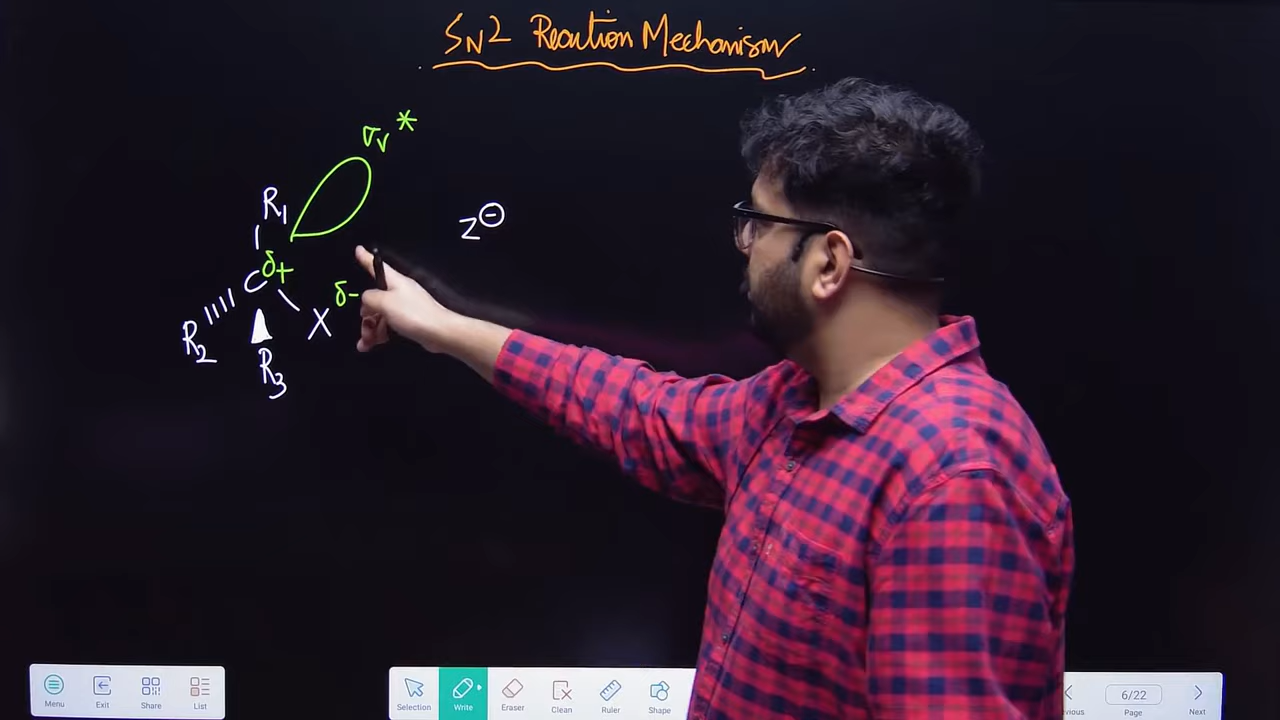 SN2 Reaction Mechanism
σv *
R1
Z⊖
C δ+
X δ-
R2
R3
Menu
Exit
Share
List
Selection
Write
Eraser
Clean
Ruler
Shape
vious
6/22
Page
Next